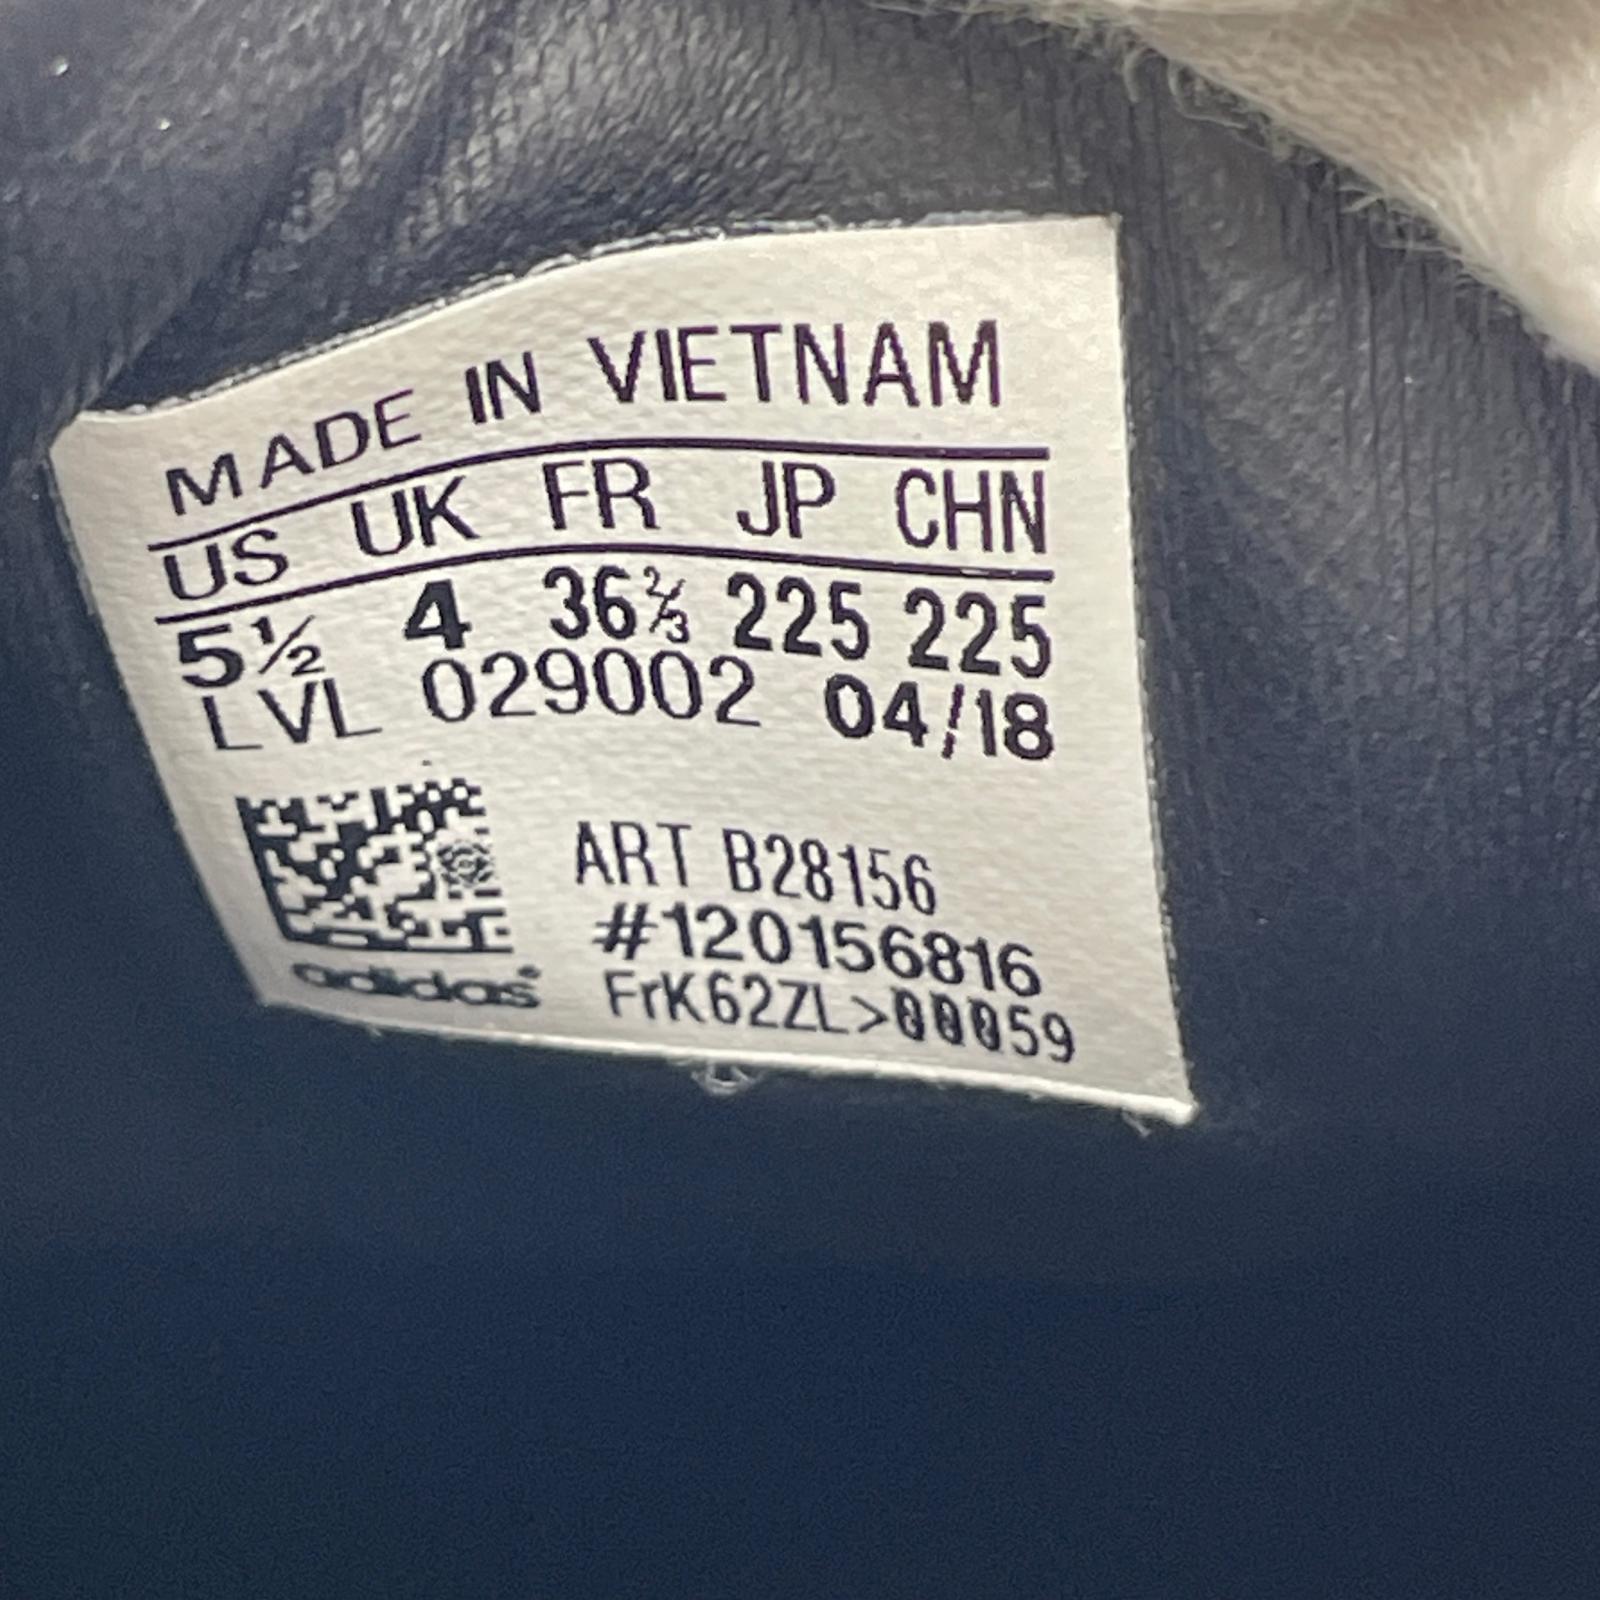 MADE IN VIETNAM
US UK FR JP CHN
5½ 4 36⅔ 225 225
LVL 029002 04/18
ART B28156
#120156816
adidas®
FrK62ZL>00059